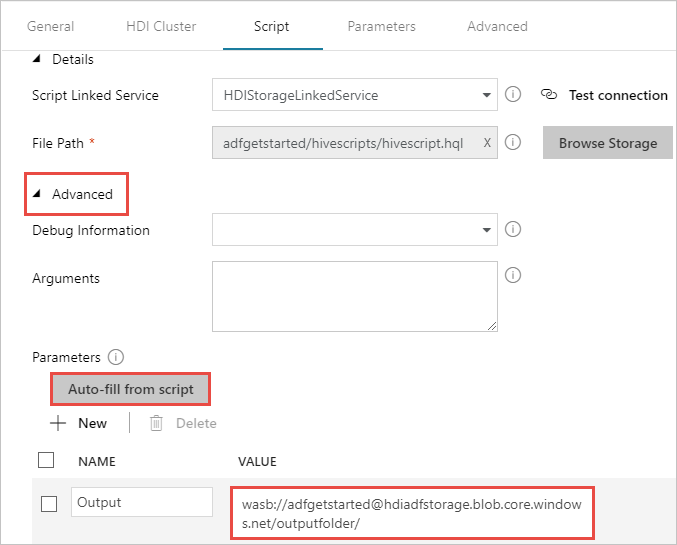 General HDI Cluster Script Parameters Advanced
Details
Script Linked Service HDIStorageLinkedService Test connection
File Path * adfgetstarted/hivescripts/hivescript.hql X Browse Storage
Advanced
Debug Information
Arguments
Parameters
Auto-fill from script
New Delete
NAME VALUE
Output wasb://adfgetstarted@hdiadfstorage.blob.core.window
s.net/outputfolder/